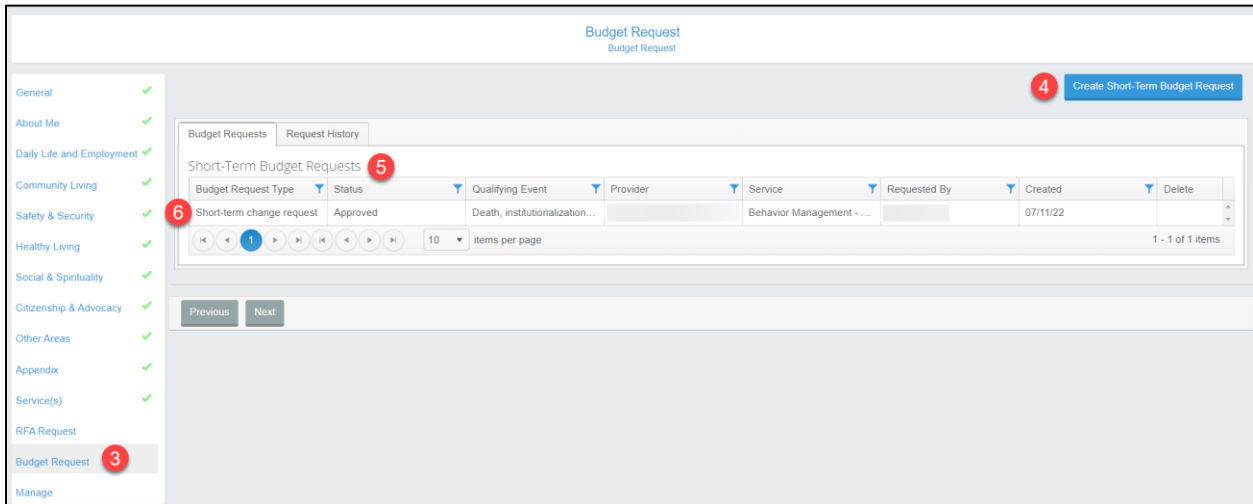 Budget Request
Budget Request
General
About Me
Daily Life and Employment
Community Living
Safety & Security
Healthy Living
Social & Spirituality
Citizenship & Advocacy
Other Areas
Appendix
Service(s)
RFA Request
Budget Request 3
Manage
4 Create Short-Term Budget Request
Budget Requests Request History
Short-Term Budget Requests 5
Budget Request Type Status Qualifying Event Provider Service Requested By Created Delete
6 Short-term change request Approved Death, institutionalization... Behavior Management - ... 07/11/22
1 10 items per page 1 - 1 of 1 items
Previous Next